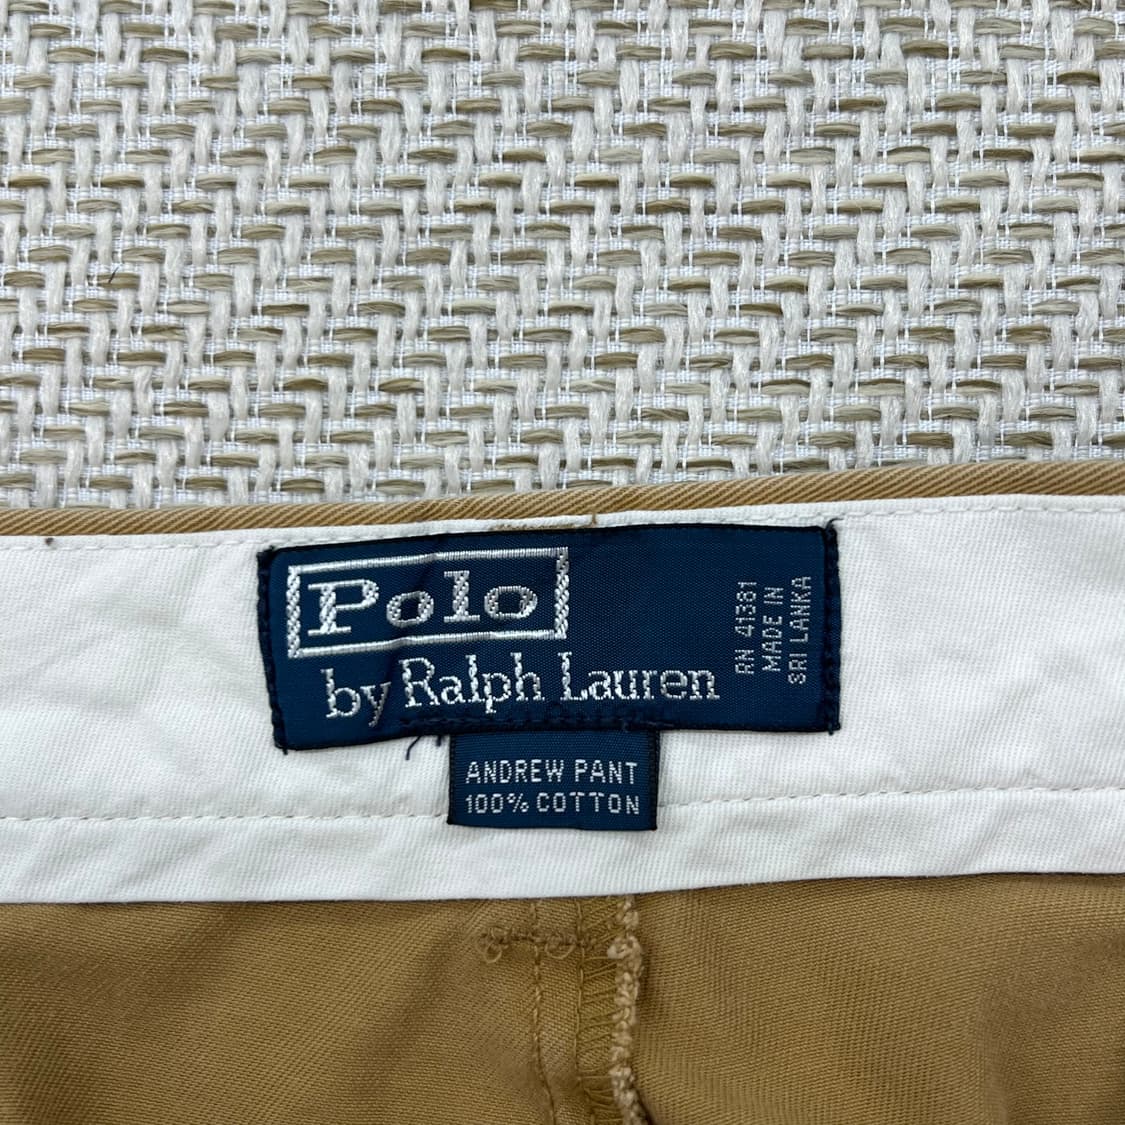 Polo
by Ralph Lauren
RN 41381
MADE IN
SRI LANKA
ANDREW PANT
100% COTTON